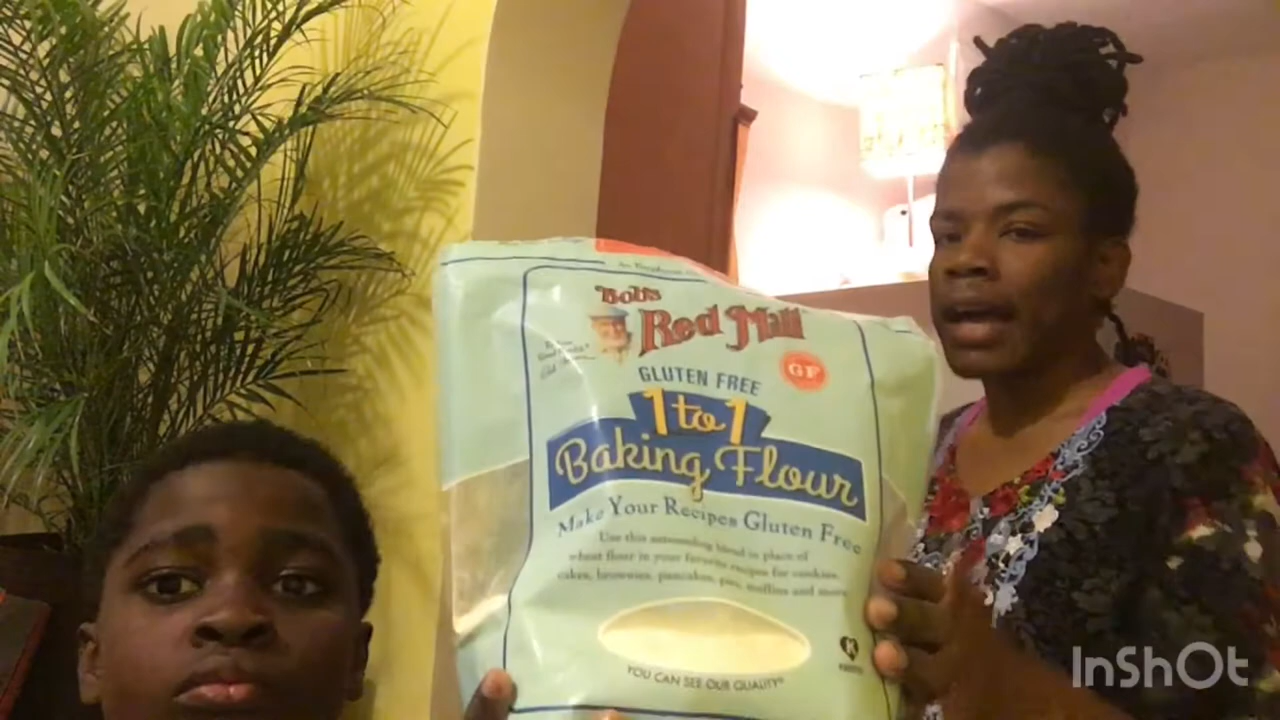 Bob's
Red Mill
GF
GLUTEN FREE
1 to 1
Baking Flour
Make Your Recipes Gluten Free
Use this astounding blend in place of
wheat flour in your favorite recipes for cookies,
cakes, brownies, pancakes, pies, muffins and more.
K
YOU CAN SEE OUR QUALITY
InShOt